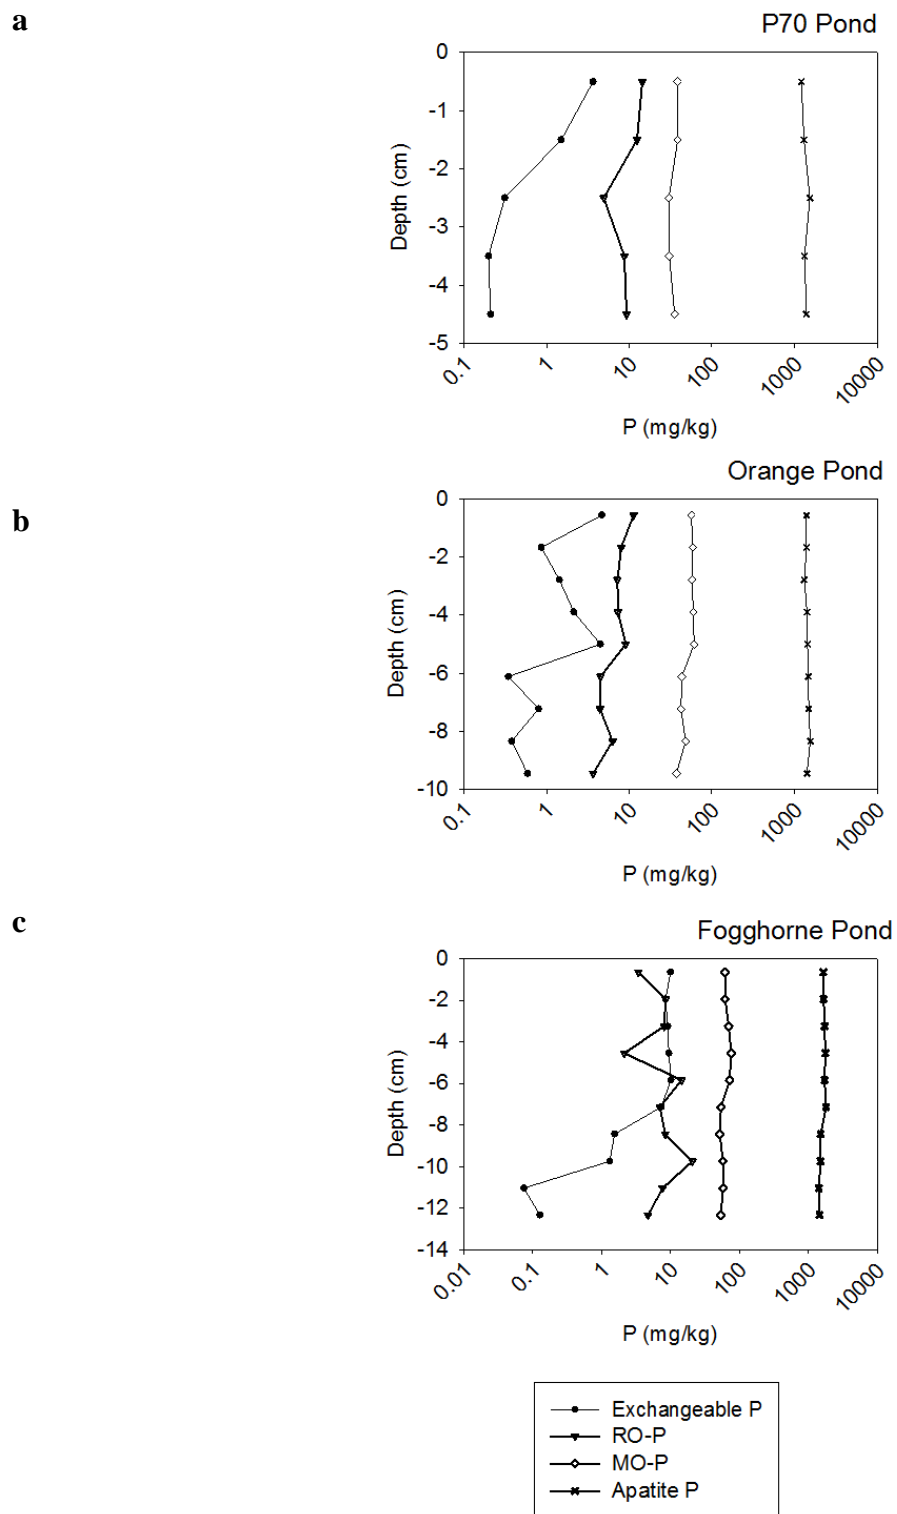 a
P70 Pond
0
-1
-2
-3
-4
-5
Depth (cm)
0.1
1
10
100
1000
10000
P (mg/kg)
b
Orange Pond
0
-2
-4
-6
-8
-10
Depth (cm)
0.1
1
10
100
1000
10000
P (mg/kg)
c
Fogghorne Pond
0
-2
-4
-6
-8
-10
-12
-14
Depth (cm)
0.01
0.1
1
10
100
1000
10000
P (mg/kg)
Exchangeable P
RO-P
MO-P
Apatite P